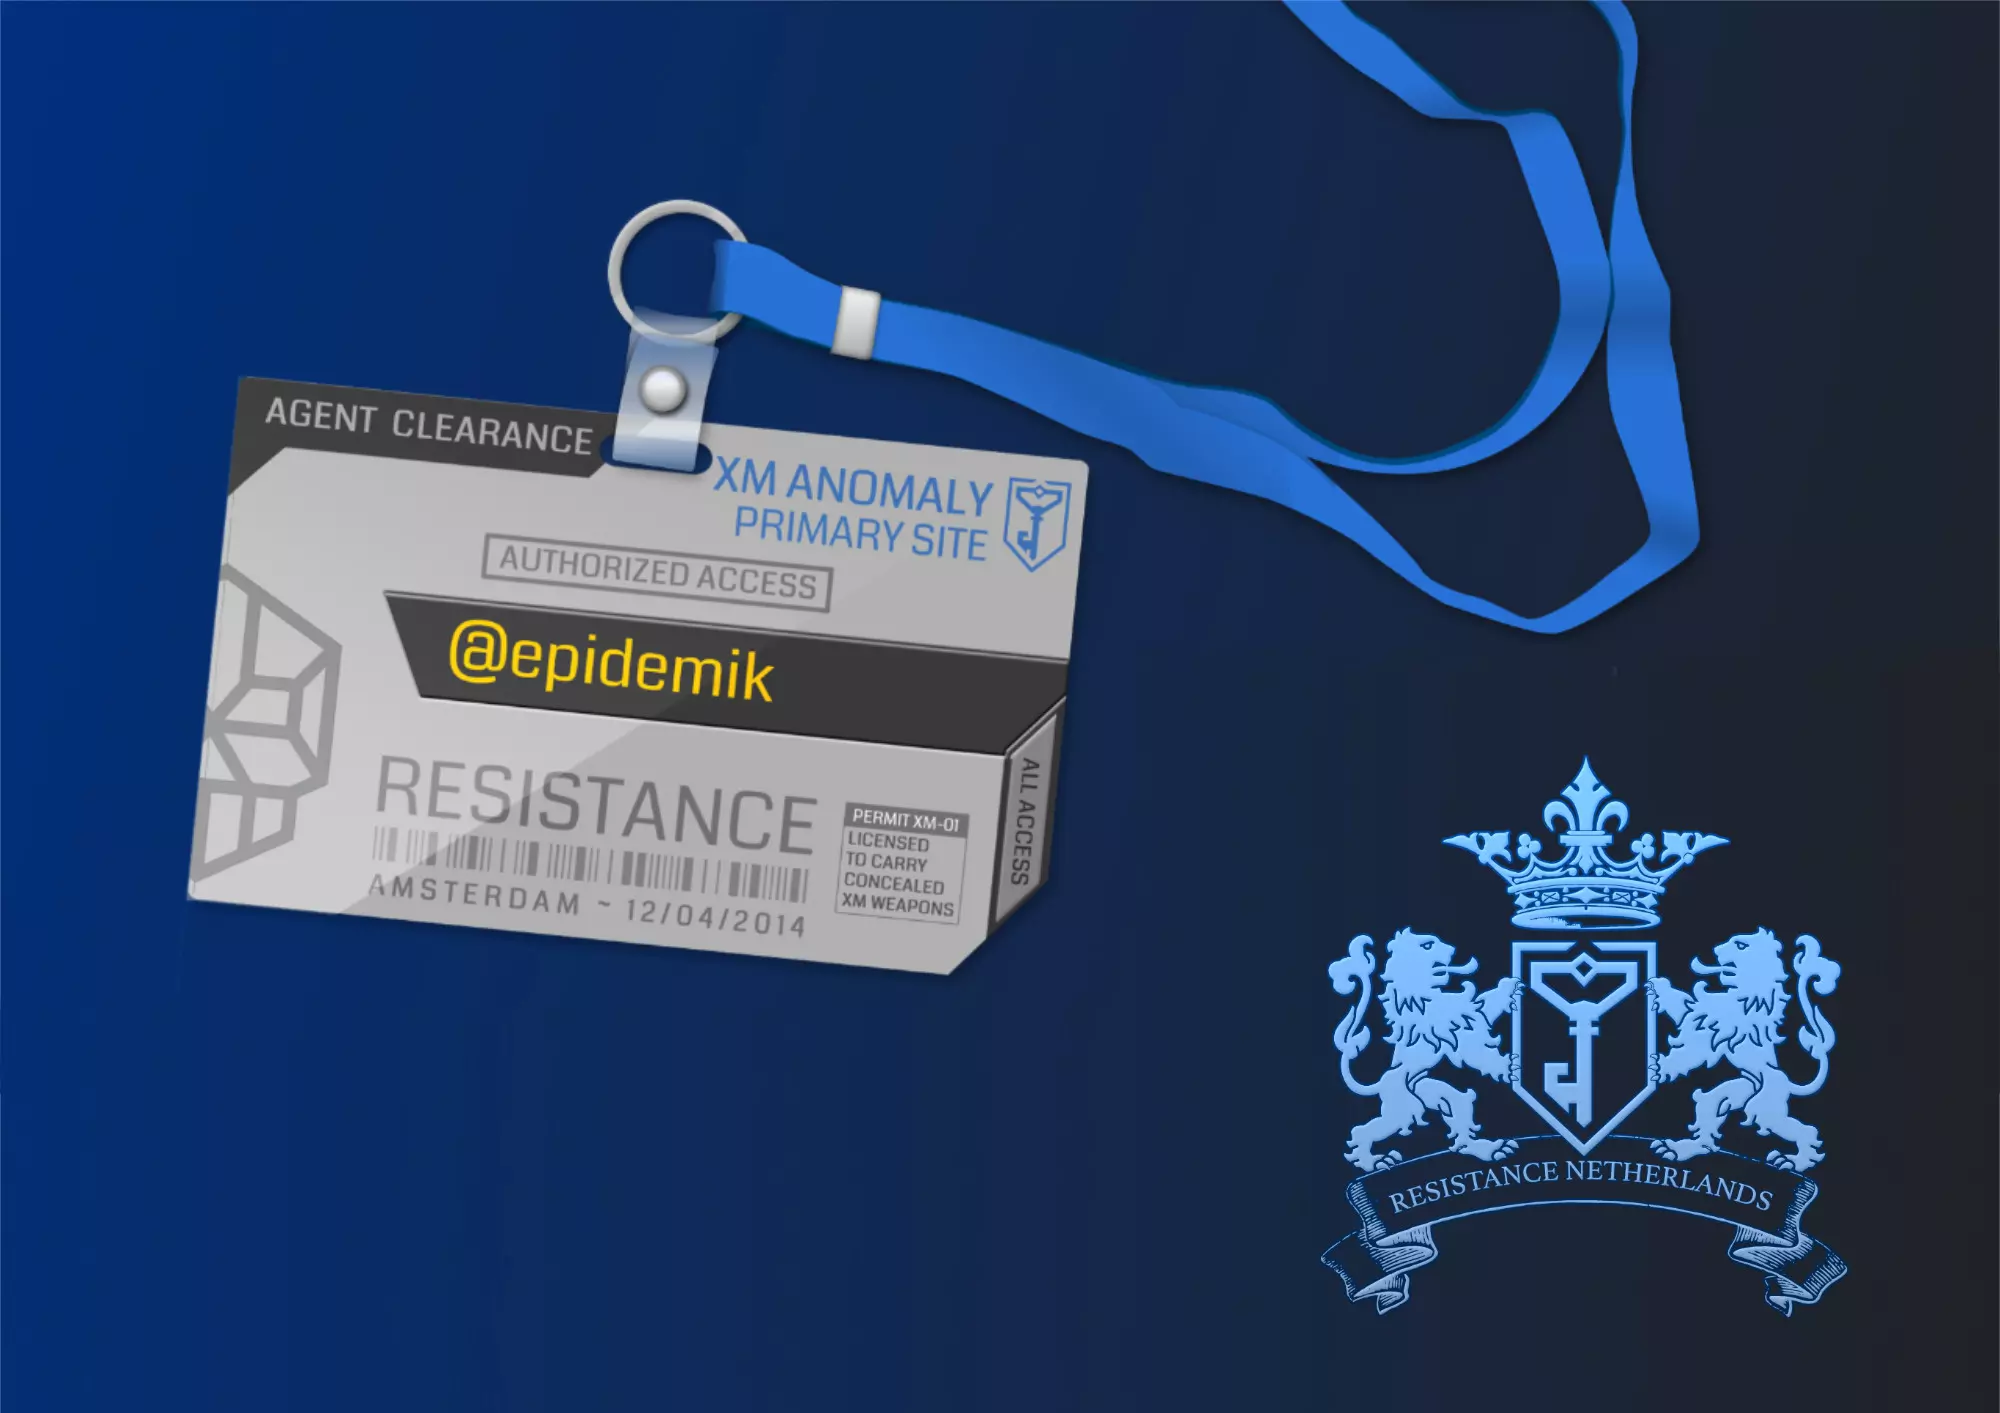 AGENT CLEARANCE
XM ANOMALY
PRIMARY SITE
AUTHORIZED ACCESS
@epidemik
RESISTANCE
AMSTERDAM ~ 12/04/2014
PERMIT XM-01
LICENSED
TO CARRY
CONCEALED
XM WEAPONS
ALL ACCESS
RESISTANCE NETHERLANDS